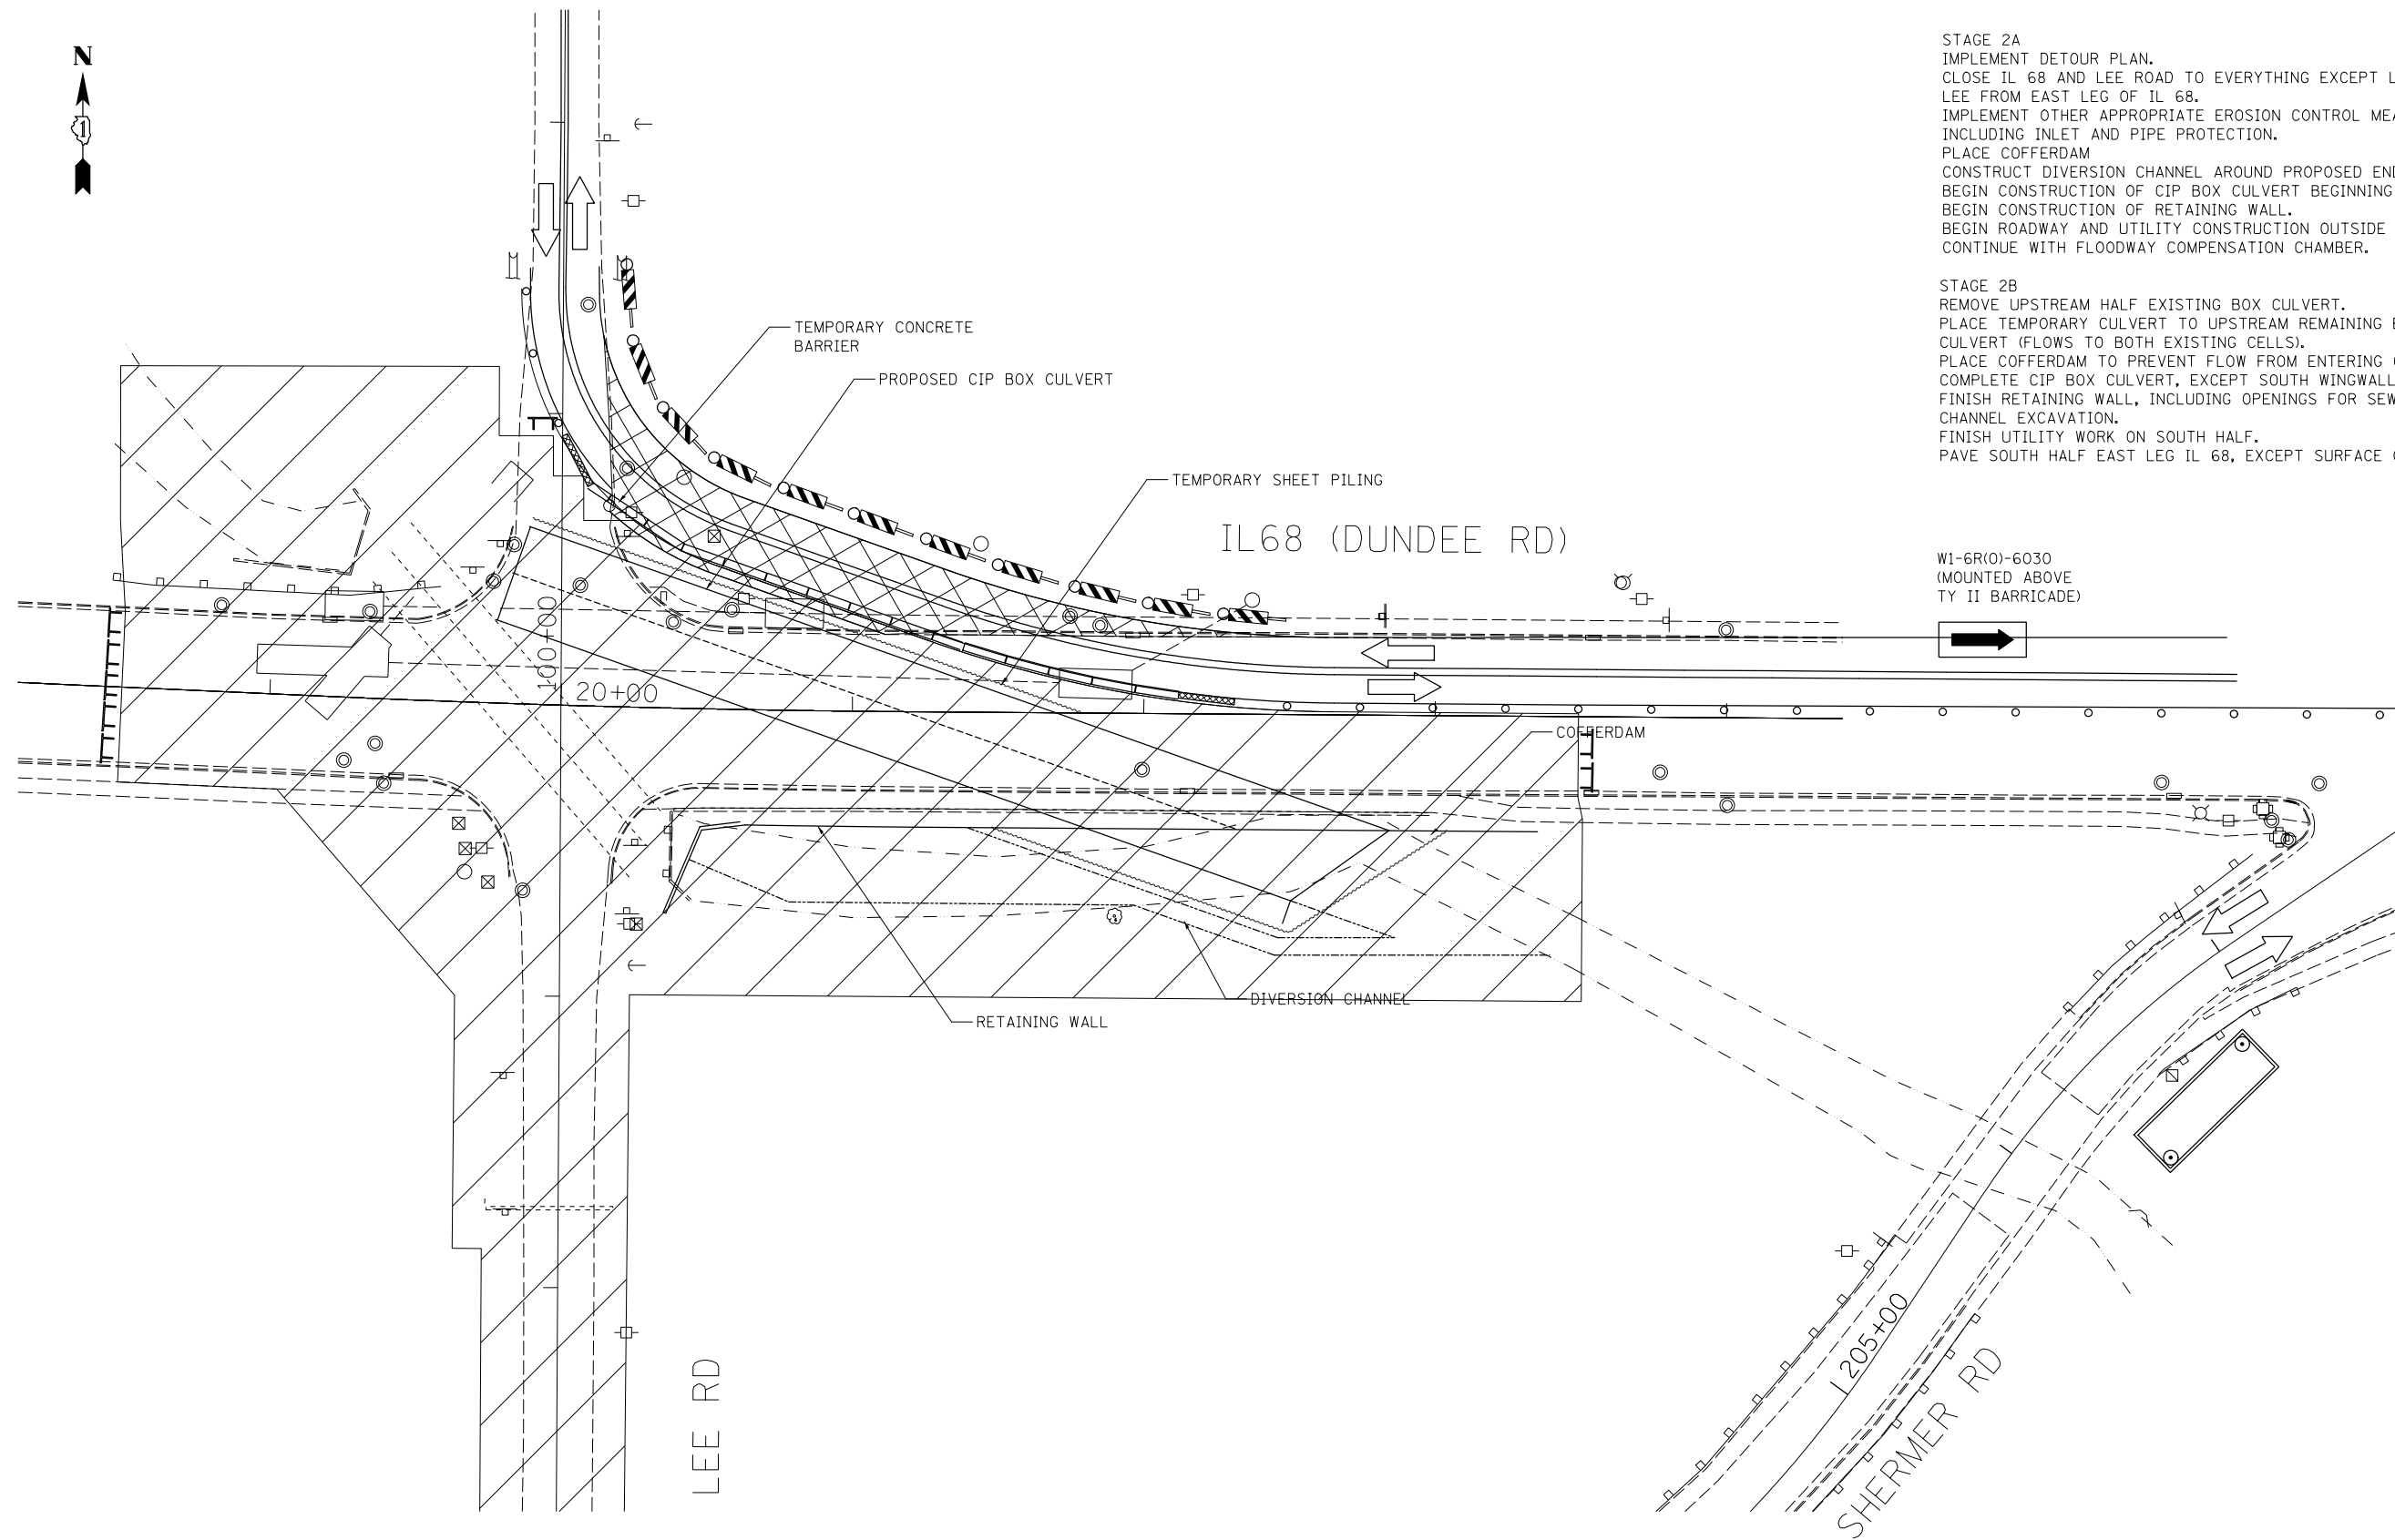 N
1
STAGE 2A
IMPLEMENT DETOUR PLAN.
CLOSE IL 68 AND LEE ROAD TO EVERYTHING EXCEPT
LEE FROM EAST LEG OF IL 68.
IMPLEMENT OTHER APPROPRIATE EROSION CONTROL
INCLUDING INLET AND PIPE PROTECTION.
PLACE COFFERDAM
CONSTRUCT DIVERSION CHANNEL AROUND PROPOSED
BEGIN CONSTRUCTION OF CIP BOX CULVERT BEGINNING
BEGIN CONSTRUCTION OF RETAINING WALL.
BEGIN ROADWAY AND UTILITY CONSTRUCTION OUTSIDE
CONTINUE WITH FLOODWAY COMPENSATION CHAMBER.
STAGE 2B
REMOVE UPSTREAM HALF EXISTING BOX CULVERT.
PLACE TEMPORARY CULVERT TO UPSTREAM REMAINING
CULVERT (FLOWS TO BOTH EXISTING CELLS).
PLACE COFFERDAM TO PREVENT FLOW FROM ENTERING
COMPLETE CIP BOX CULVERT, EXCEPT SOUTH WINGWALL
FINISH RETAINING WALL, INCLUDING OPENINGS FOR
CHANNEL EXCAVATION.
FINISH UTILITY WORK ON SOUTH HALF.
PAVE SOUTH HALF EAST LEG IL 68, EXCEPT SURFACE
TEMPORARY CONCRETE
BARRIER
PROPOSED CIP BOX CULVERT
TEMPORARY SHEET PILING
IL68 (DUNDEE RD)
W1-6R(O)-6030
(MOUNTED ABOVE
TY II BARRICADE)
100+00
20+00
COFFERDAM
DIVERSION CHANNEL
RETAINING WALL
LEE RD
205+00
SHERMER RD